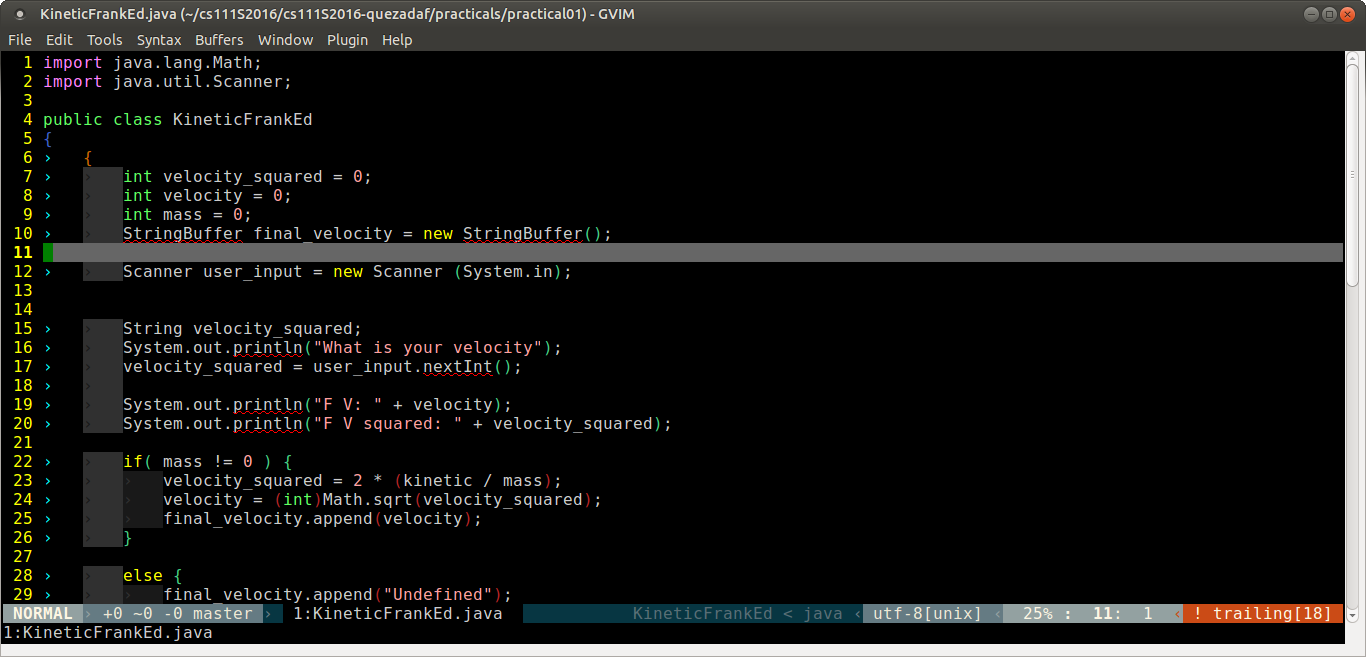 KineticFrankEd.java (~/cs111S2016/cs111S2016-quezadaf/practicals/practical01) - GVIM
File Edit Tools Syntax Buffers Window Plugin Help
1 import java.lang.Math;
2 import java.util.Scanner;
3
4 public class KineticFrankEd
5 {
6 › {
7 › › int velocity_squared = 0;
8 › › int velocity = 0;
9 › › int mass = 0;
10 › › StringBuffer final_velocity = new StringBuffer();
11
12 › › Scanner user_input = new Scanner (System.in);
13
14
15 › › String velocity_squared;
16 › › System.out.println("What is your velocity");
17 › › velocity_squared = user_input.nextInt();
18 › ›
19 › › System.out.println("F V: " + velocity);
20 › › System.out.println("F V squared: " + velocity_squared);
21
22 › › if( mass != 0 ) {
23 › › › velocity_squared = 2 * (kinetic / mass);
24 › › › velocity = (int)Math.sqrt(velocity_squared);
25 › › › final_velocity.append(velocity);
26 › › }
27
28 › › else {
29 › › › final_velocity.append("Undefined");
NORMAL › +0 ~0 -0 master › 1:KineticFrankEd.java KineticFrankEd < java ‹ utf-8[unix] ‹ 25% : 11: 1 ‹ ! trailing[18]
1:KineticFrankEd.java